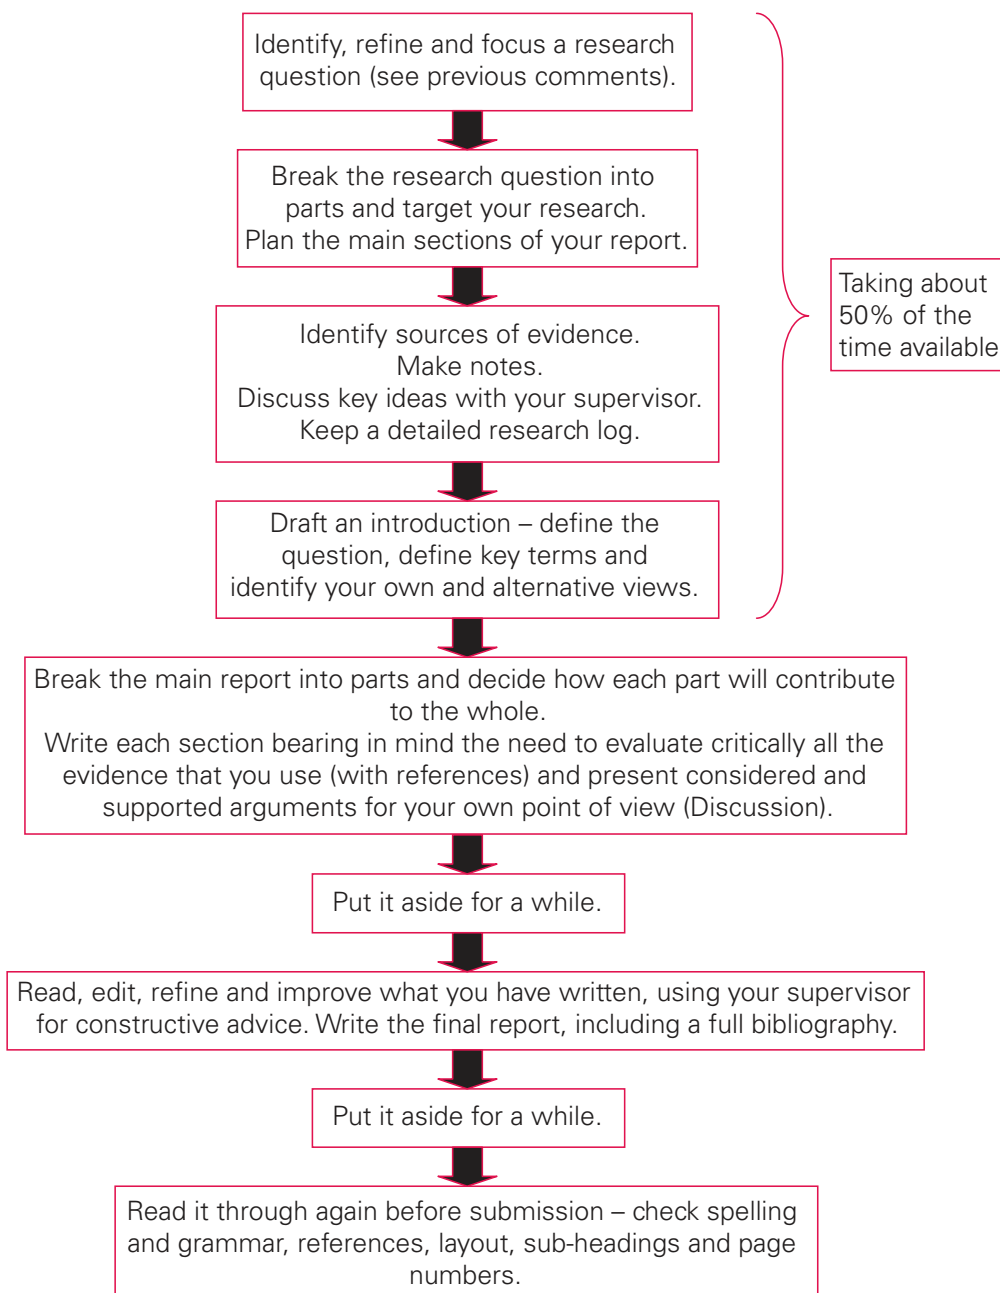 Identify, refine and focus a research
question (see previous comments).
Break the research question into
parts and target your research.
Plan the main sections of your report.
Identify sources of evidence.
Make notes.
Discuss key ideas with your supervisor.
Keep a detailed research log.
Draft an introduction – define the
question, define key terms and
identify your own and alternative views.
Taking about
50% of the
time available
Break the main report into parts and decide how each part will contribute
to the whole.
Write each section bearing in mind the need to evaluate critically all the
evidence that you use (with references) and present considered and
supported arguments for your own point of view (Discussion).
Put it aside for a while.
Read, edit, refine and improve what you have written, using your supervisor
for constructive advice. Write the final report, including a full bibliography.
Put it aside for a while.
Read it through again before submission – check spelling
and grammar, references, layout, sub-headings and page
numbers.